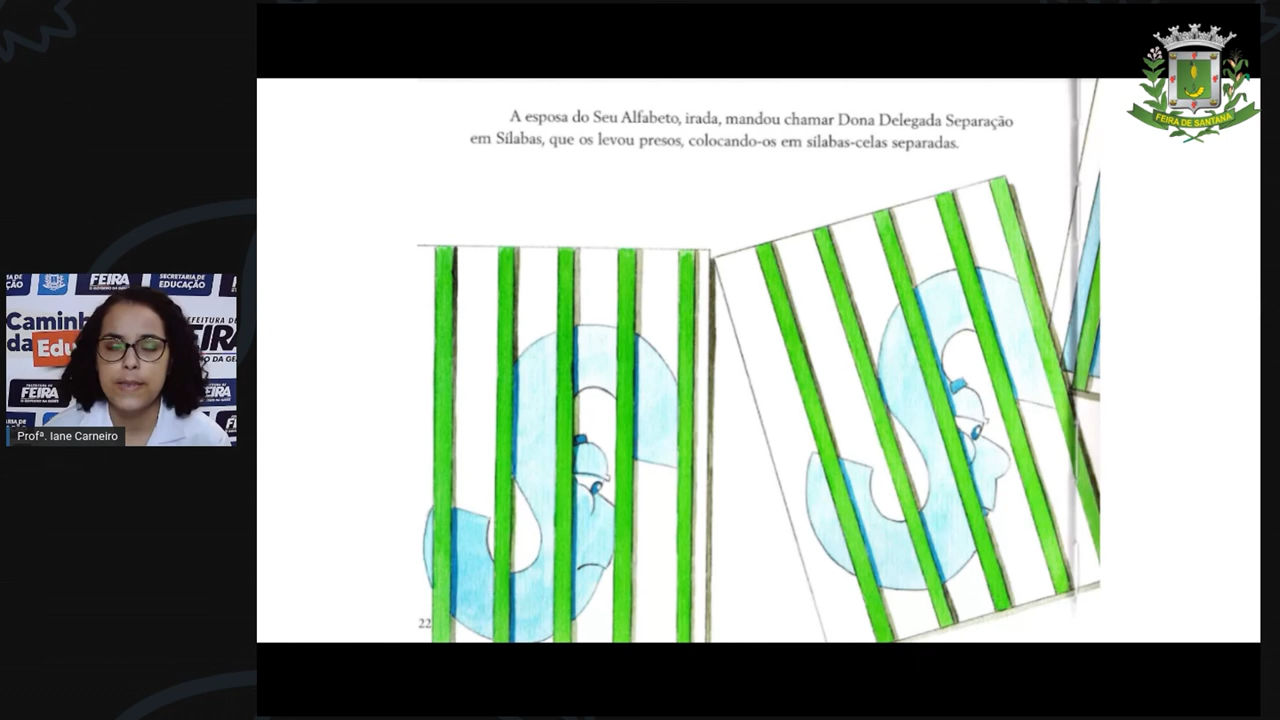 A esposa do Seu Alfabeto, irada, mandou chamar Dona Delegada Separação
em Sílabas, que os levou presos, colocando-os em sílabas-celas separadas.
22
FEIRA DE SANTANA
FEIRA
SECRETARIA DE
EDUCAÇÃO
Caminh
da Edu
FEIRA
Profª. Iane Carneiro